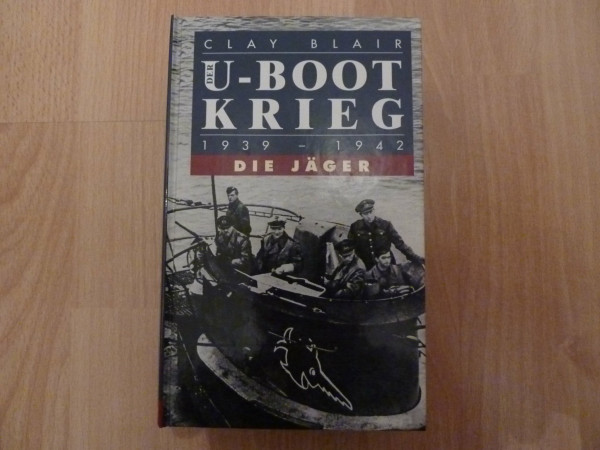 CLAY BLAIR
DER
U-BOOT
KRIEG
1939 – 1942
DIE JÄGER